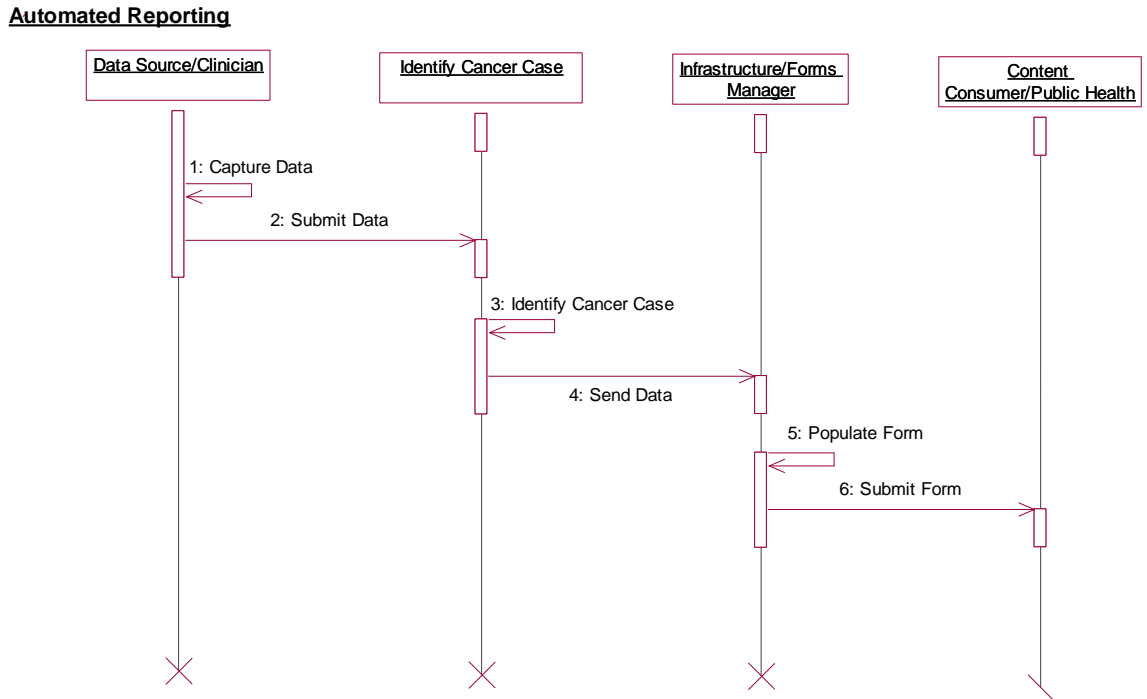 Automated Reporting
Data Source/Clinician
Identify Cancer Case
Infrastructure/Forms
Manager
Content
Consumer/Public Health
1: Capture Data
2: Submit Data
3: Identify Cancer Case
4: Send Data
5: Populate Form
6: Submit Form